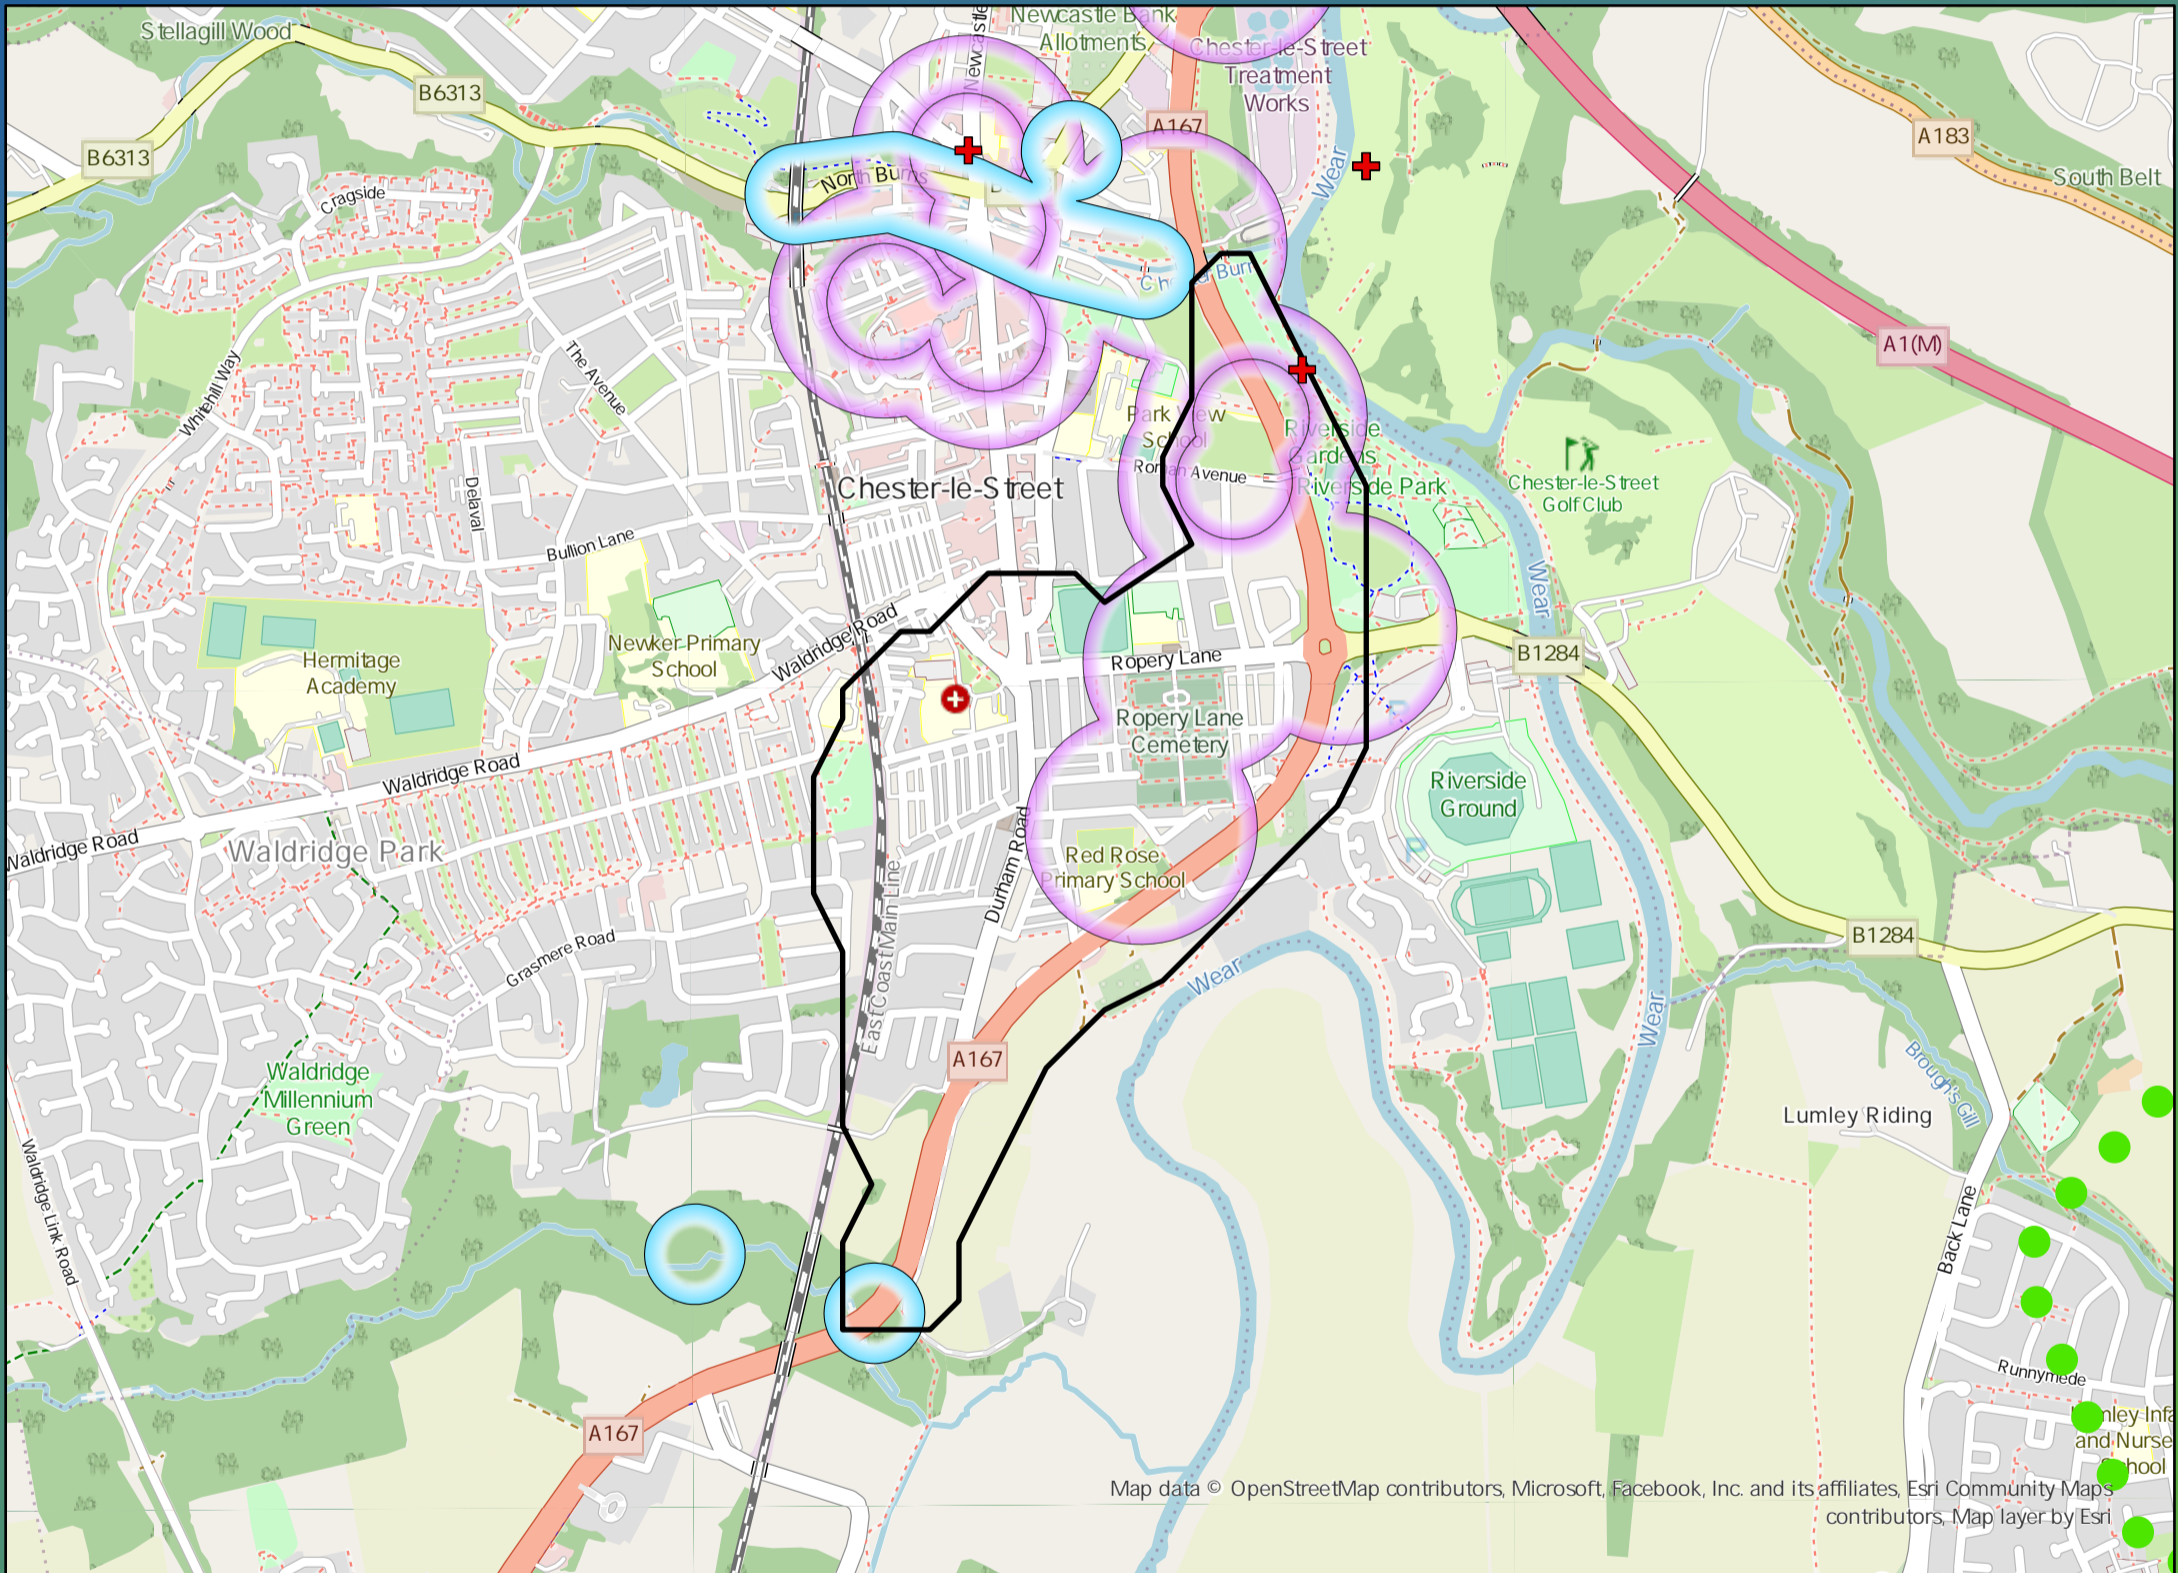 Stellagill Wood
Newcastle
Newcastle Bank
Allotments
Chester-le-Street
Treatment
Works
B6313
B6313
A167
A183
South Belt
Cragside
North Burns
Wear
Whitehill Way
The Avenue
A1(M)
Park View
School
Riverside
Gardens
Roman Avenue
Riverside Park
Chester-le-Street
Chester-le-Street
Golf Club
Delaval
Bullion Lane
Wear
Newker Primary
School
Waldridge Road
Hermitage
Academy
Ropery Lane
B1284
Ropery Lane
Cemetery
P
Waldridge Road
Riverside
Ground
Waldridge Road
Waldridge Park
P
Durham Road
Red Rose
Primary School
East Coast Main Line
Grasmere Road
B1284
Wear
Wear
A167
Waldridge
Millennium
Green
Brough's Gill
Lumley Riding
Waldridge Link Road
Back Lane
Runnymede
A167
and Nurse
Map data © OpenStreetMap contributors, Microsoft, Facebook, Inc. and its affiliates, Esri Community Maps
contributors, Map layer by Esri